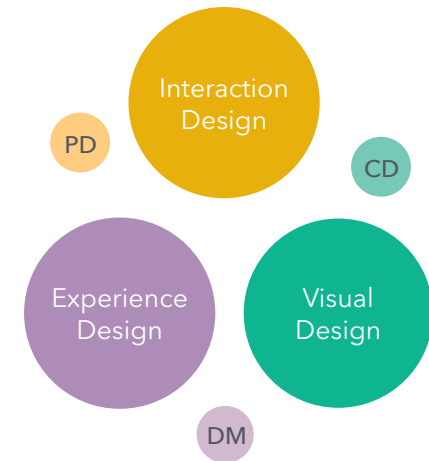 Interaction
Design
PD
CD
Experience
Design
Visual
Design
DM